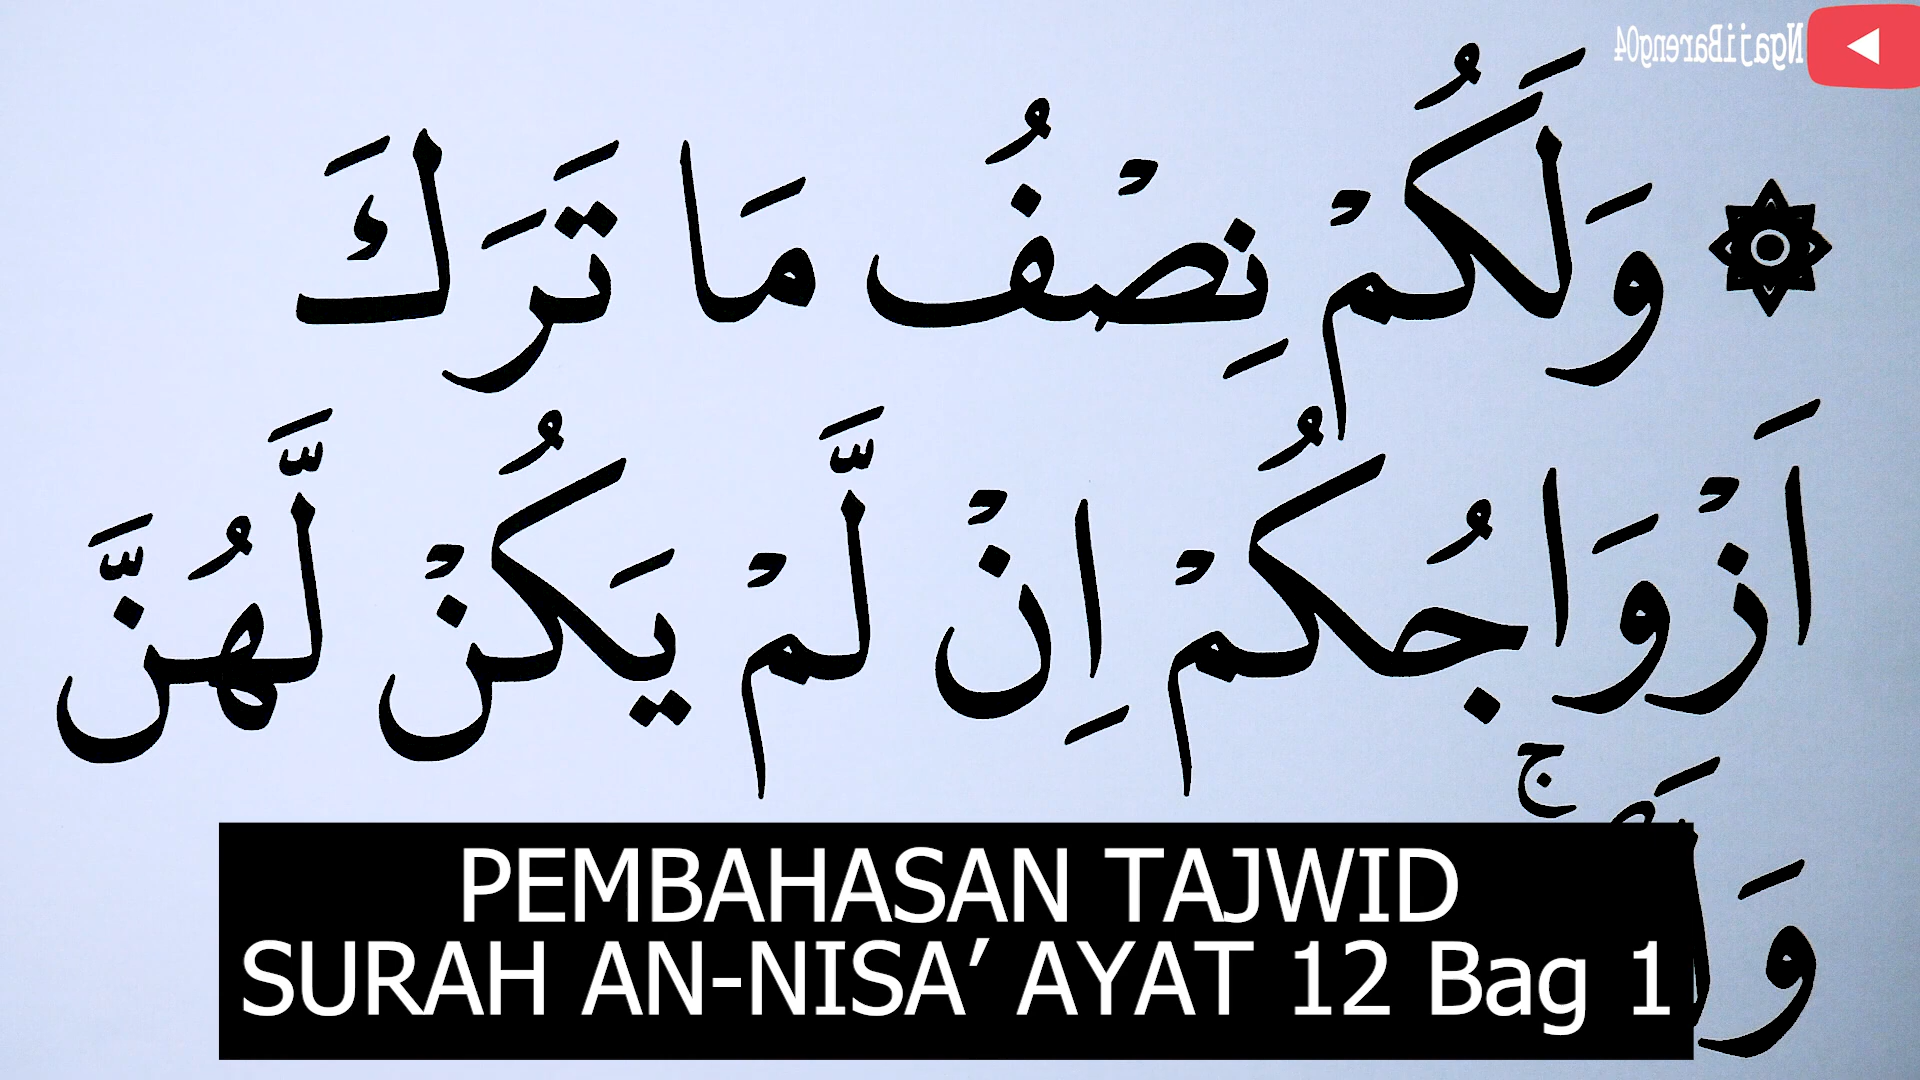 NgajiBareng04
۞ وَلَكُمْ نِصْفُ مَا تَرَكَ
اَزْوَاجُكُمْ اِنْ لَّمْ يَكُنْ لَّهُنَّ
ج
PEMBAHASAN TAJWID
SURAH AN-NISA’ AYAT 12 Bag 1